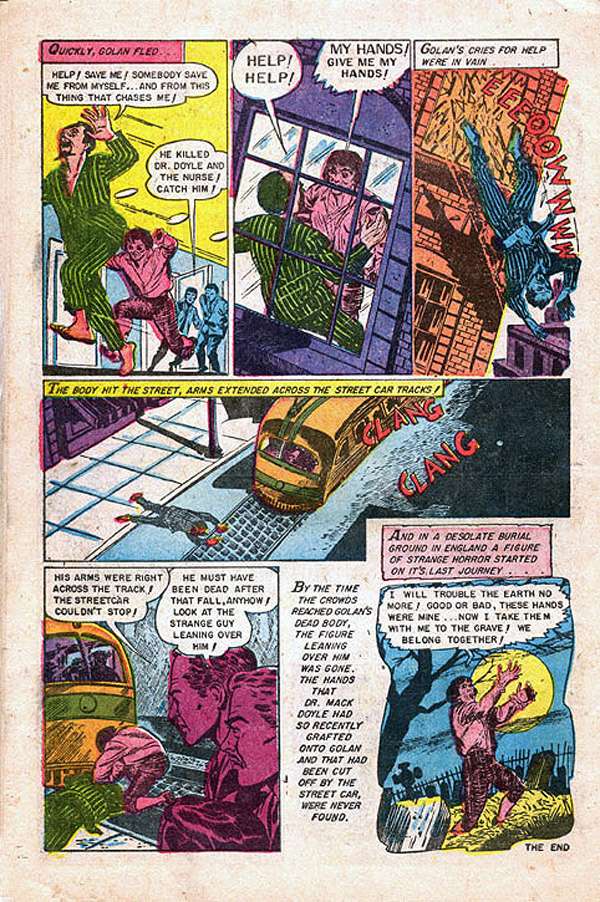 QUICKLY, GOLAN FLED...
HELP! SAVE ME! SOMEBODY SAVE
ME FROM MYSELF...AND FROM THIS
THING THAT CHASES ME!
HE KILLED
DR. DOYLE AND
THE NURSE!
CATCH HIM!
HELP!
HELP!
MY HANDS!
GIVE ME MY
HANDS!
GOLAN'S CRIES FOR HELP
WERE IN VAIN . . . . .
EEEEOOOWWWW
THE BODY HIT THE STREET, ARMS EXTENDED ACROSS THE STREET CAR TRACKS!
CLANG
CLANG
HIS ARMS WERE RIGHT
ACROSS THE TRACK!
THE STREETCAR
COULDN'T STOP!
HE MUST HAVE
BEEN DEAD AFTER
THAT FALL, ANYHOW!
LOOK AT THE
STRANGE GUY
LEANING OVER
HIM!
BY THE TIME
THE CROWDS
REACHED GOLAN'S
DEAD BODY,
THE FIGURE
LEANING
OVER HIM
WAS GONE.
THE HANDS
THAT
DR. MACK
DOYLE HAD
SO RECENTLY
GRAFTED
ONTO GOLAN
AND THAT HAD
BEEN CUT
OFF BY THE
STREET CAR,
WERE NEVER
FOUND.
AND IN A DESOLATE BURIAL
GROUND IN ENGLAND A FIGURE
OF STRANGE HORROR STARTED
ON IT'S LAST JOURNEY . . .
I WILL TROUBLE THE EARTH NO
MORE! GOOD OR BAD, THESE HANDS
WERE MINE...NOW I TAKE THEM
WITH ME TO THE GRAVE! WE
BELONG TOGETHER!
THE END